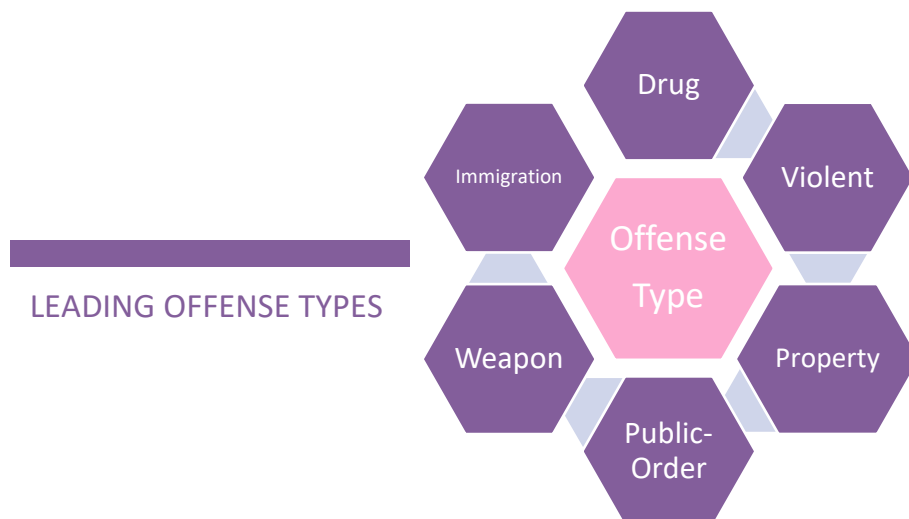 LEADING OFFENSE TYPES
Offense
Type
Drug
Violent
Property
Public-
Order
Weapon
Immigration